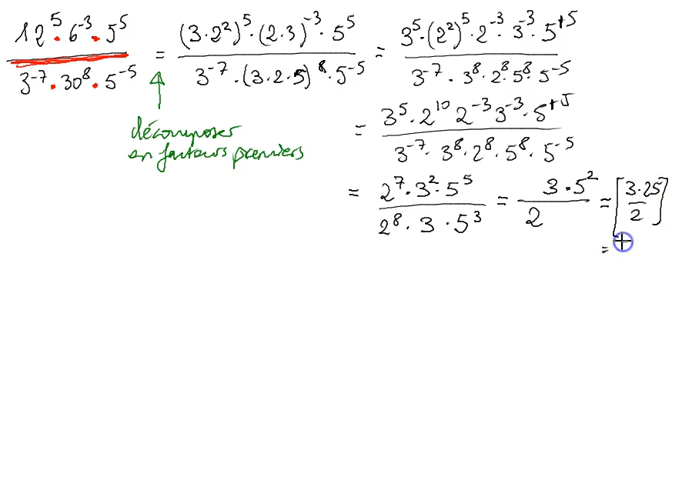 12^5 · 6^-3 · 5^5 / 3^-7 · 30^8 · 5^-5 = (3·2^2)^5 · (2·3)^-3 · 5^5 / 3^-7 · (3·2·5)^8 · 5^-5 = 3^5 · (2^2)^5 · 2^-3 · 3^-3 · 5^+5 / 3^-7 · 3^8 · 2^8 · 5^8 · 5^-5
décomposer
en facteurs premiers
= 3^5 · 2^10 2^-3 3^-3 · 5^+5 / 3^-7 · 3^8 · 2^8 · 5^8 · 5^-5
= 2^7 · 3^2 · 5^5 / 2^8 · 3 · 5^3 = 3 · 5^2 / 2 = [3·25 / 2]
=